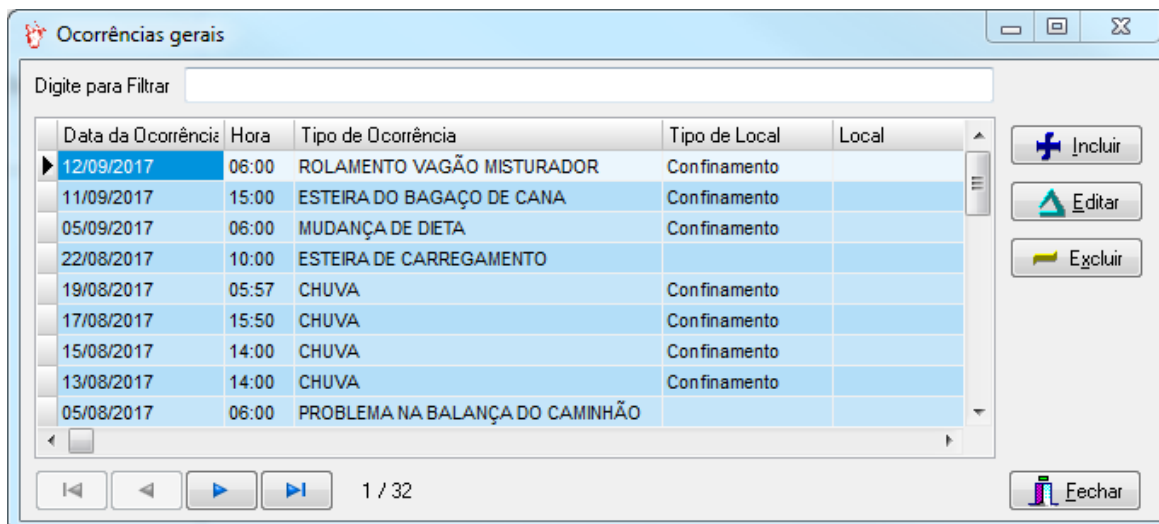 Ocorrências gerais
Digite para Filtrar
Data da Ocorrência Hora Tipo de Ocorrência Tipo de Local Local
12/09/2017 06:00 ROLAMENTO VAGÃO MISTURADOR Confinamento
11/09/2017 15:00 ESTEIRA DO BAGAÇO DE CANA Confinamento
05/09/2017 06:00 MUDANÇA DE DIETA Confinamento
22/08/2017 10:00 ESTEIRA DE CARREGAMENTO
19/08/2017 05:57 CHUVA Confinamento
17/08/2017 15:50 CHUVA Confinamento
15/08/2017 14:00 CHUVA Confinamento
13/08/2017 14:00 CHUVA Confinamento
05/08/2017 06:00 PROBLEMA NA BALANÇA DO CAMINHÃO
Incluir
Editar
Excluir
1 / 32
Fechar